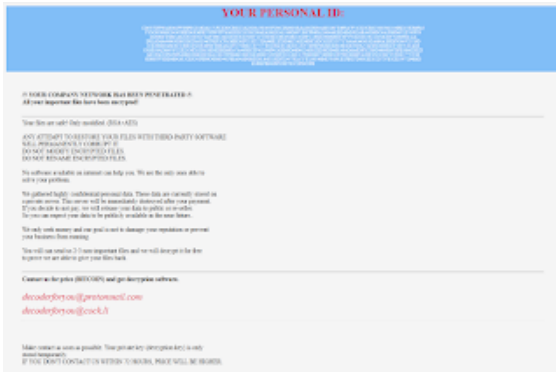 YOUR PERSONAL ID:
/!\ YOUR COMPANY NETWORK HAS BEEN PENETRATED /!\
All your important files have been encrypted!
Your files are safe! Only modified. (RSA+AES)
ANY ATTEMPT TO RESTORE YOUR FILES WITH THIRD-PARTY SOFTWARE
WILL PERMANENTLY CORRUPT IT.
DO NOT MODIFY ENCRYPTED FILES.
DO NOT RENAME ENCRYPTED FILES.
No software available on internet can help you. We are the only ones able to
solve your problem.
We gathered highly confidential/personal data. These data are currently stored on
a private server. This server will be immediately destroyed after your payment.
If you decide to not pay, we will release your data to public or re-seller.
So you can expect your data to be publicly available in the near future..
We only seek money and our goal is not to damage your reputation or prevent
your business from running.
You will can send us 2-3 non-important files and we will decrypt it for free
to prove we are able to give your files back.
Contact us for price (BITCOIN) and get decryption software.
decoderforyou@protonmail.com
decoderforyou@cock.li
Make contact as soon as possible. Your private key (decryption key) is only
stored temporarily.
IF YOU DON'T CONTACT US WITHIN 72 HOURS, PRICE WILL BE HIGHER.